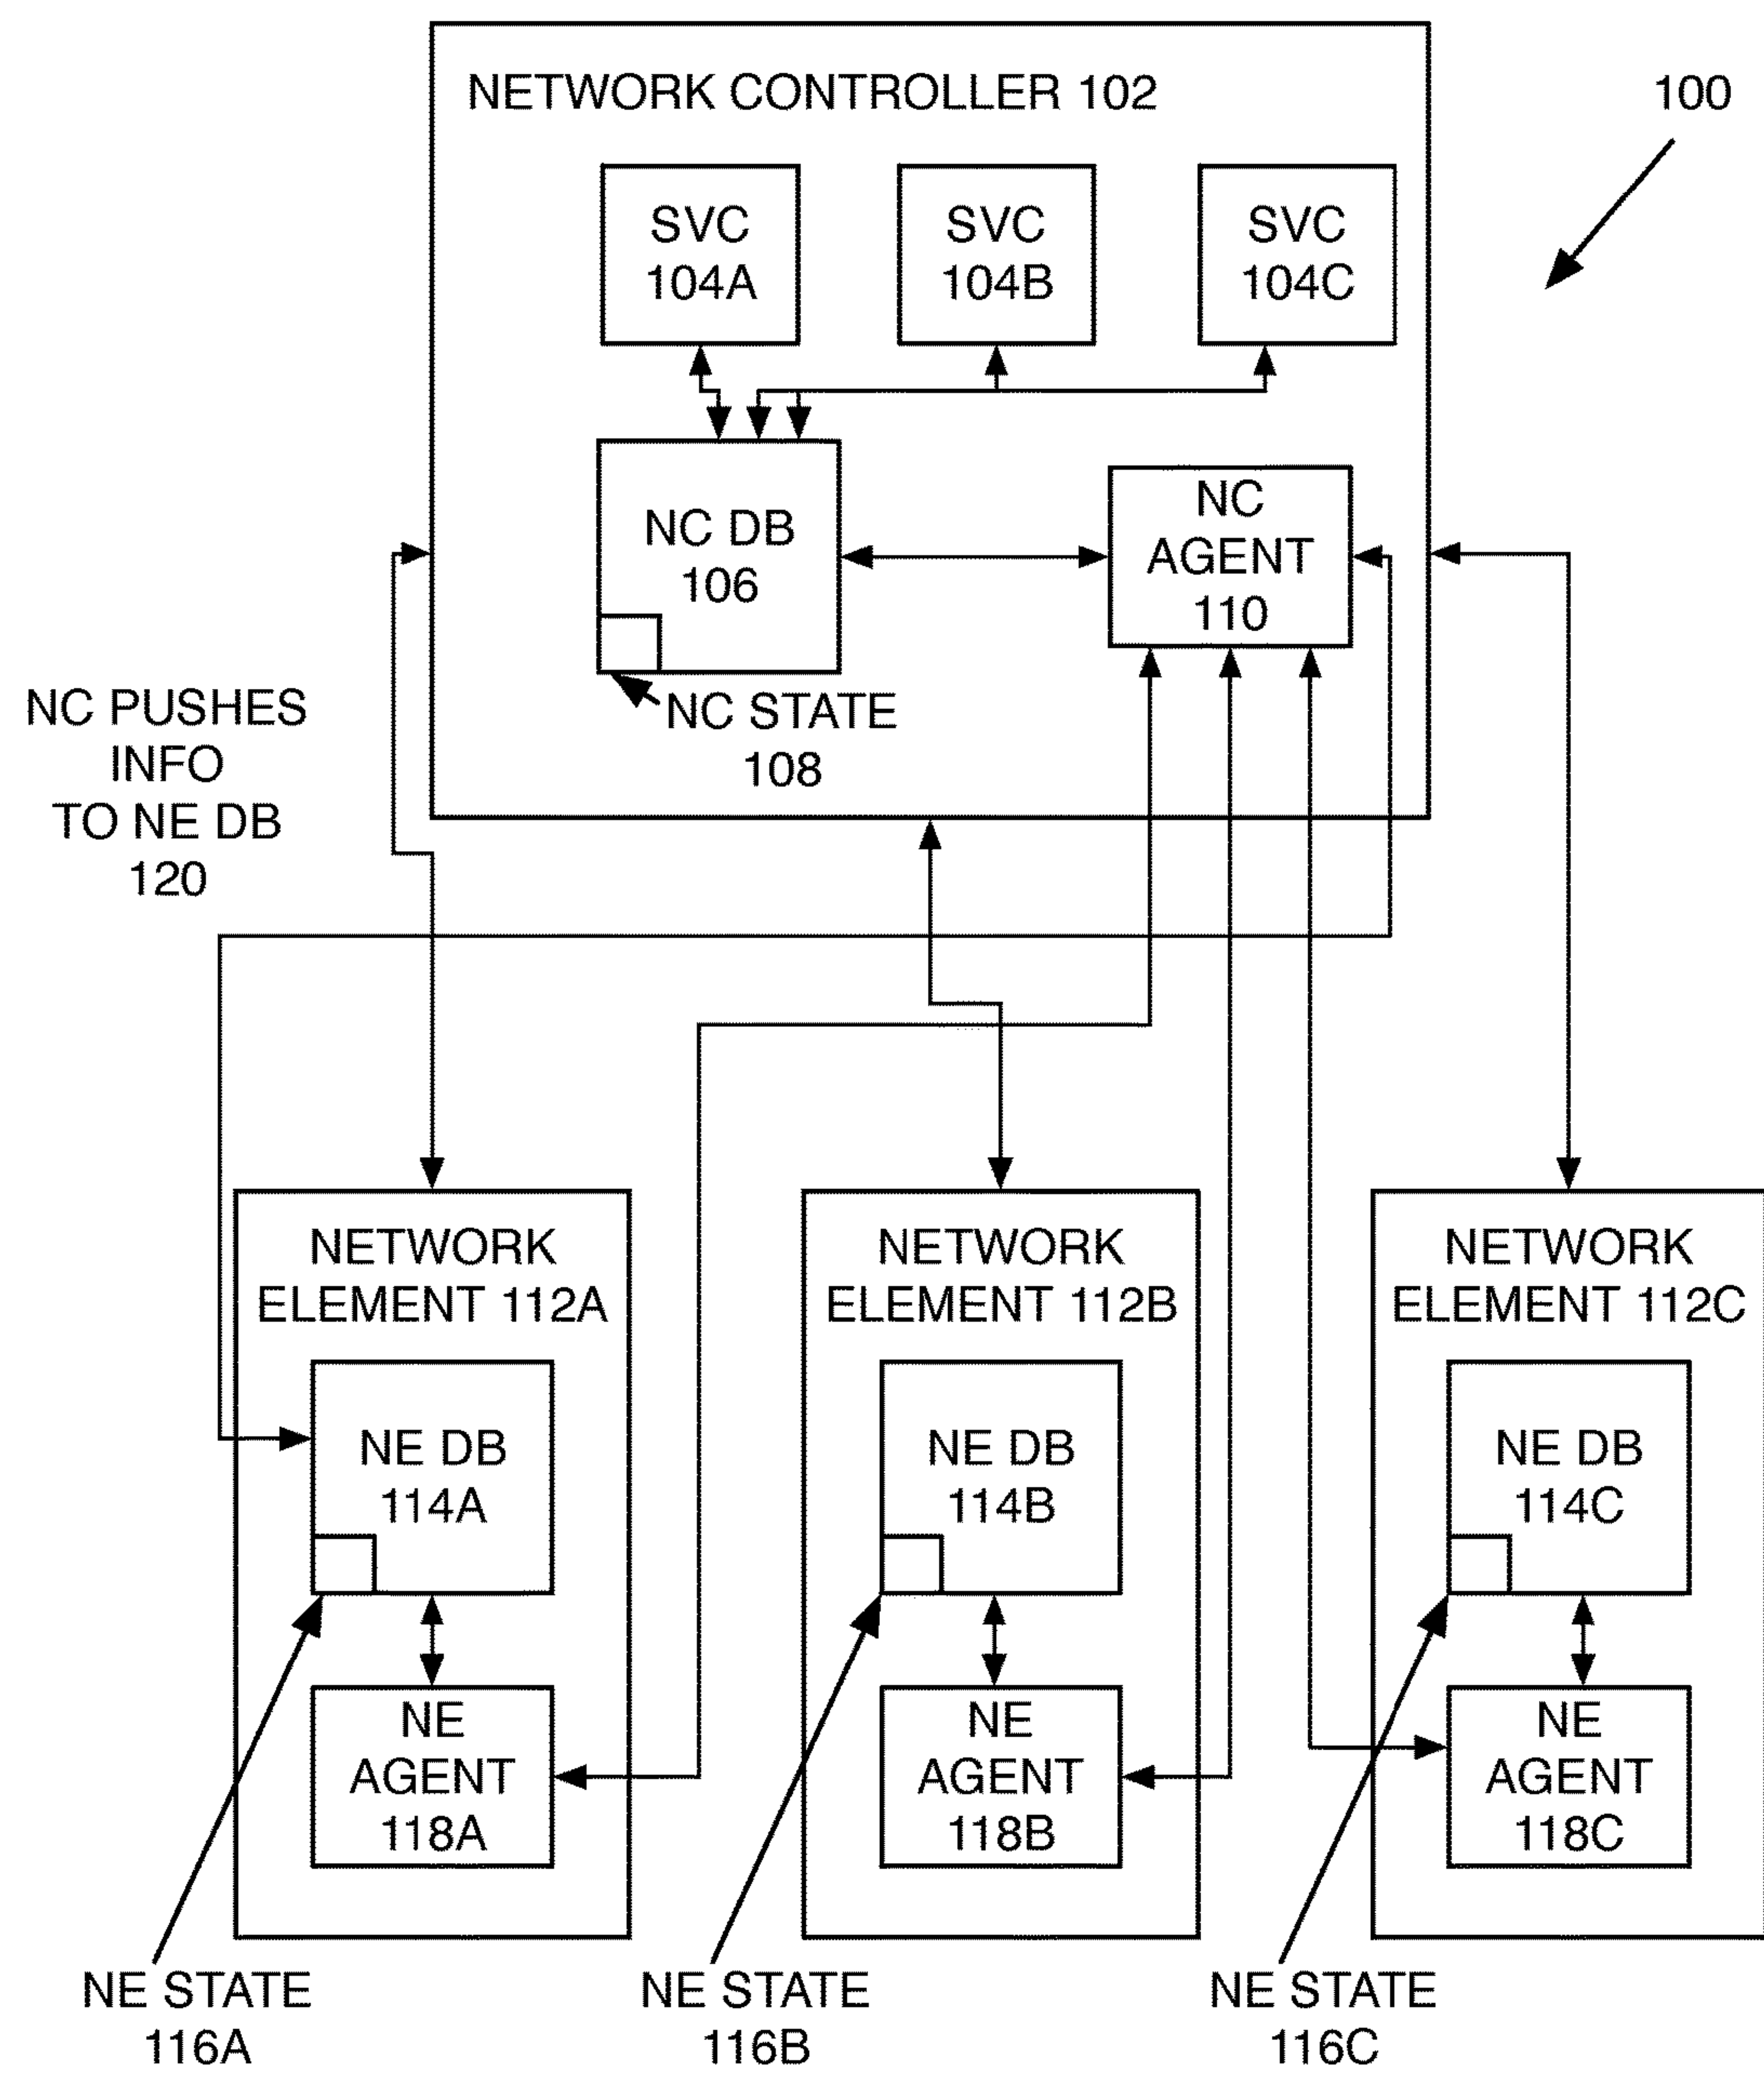 NETWORK CONTROLLER 102
100
SVC
104A
SVC
104B
SVC
104C
NC DB
106
NC
AGENT
110
NC STATE
108
NC PUSHES
INFO
TO NE DB
120
NETWORK
ELEMENT 112A
NE DB
114A
NE
AGENT
118A
NE STATE
116A
NETWORK
ELEMENT 112B
NE DB
114B
NE
AGENT
118B
NE STATE
116B
NETWORK
ELEMENT 112C
NE DB
114C
NE
AGENT
118C
NE STATE
116C